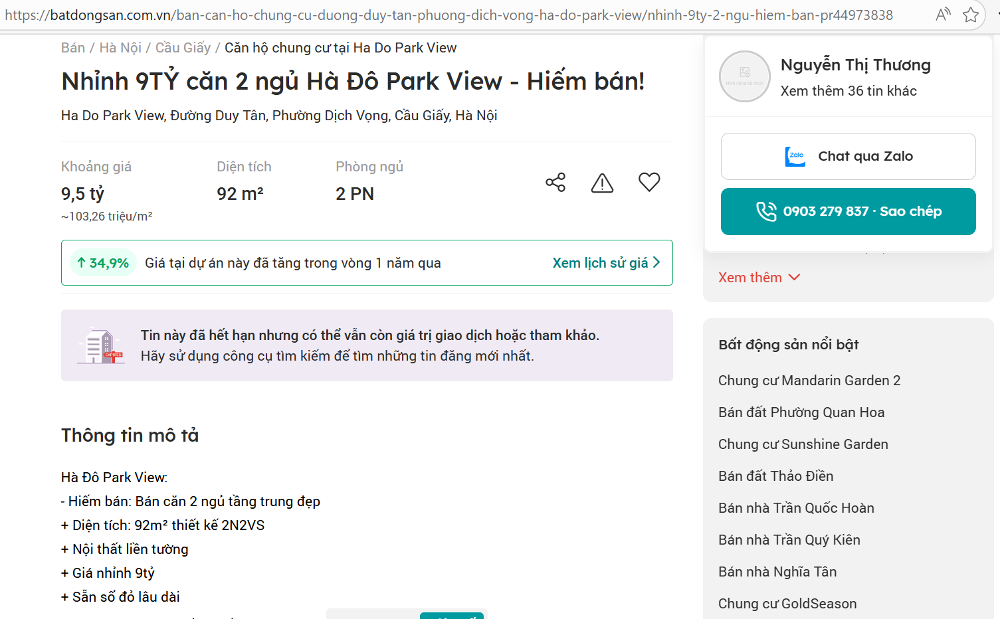 https://batdongsan.com.vn/ban-can-ho-chung-cu-duong-duy-tan-phuong-dich-vong-ha-do-park-view/nhinh-9ty-2-ngu-hiem-ban-pr44973838
Bán / Hà Nội / Cầu Giấy / Căn hộ chung cư tại Ha Do Park View
Nhỉnh 9TỶ căn 2 ngủ Hà Đô Park View - Hiếm bán!
Ha Do Park View, Đường Duy Tân, Phường Dịch Vọng, Cầu Giấy, Hà Nội
Khoảng giá
9,5 tỷ
~103,26 triệu/m²
Diện tích
92 m²
Phòng ngủ
2 PN
34,9% Giá tại dự án này đã tăng trong vòng 1 năm qua Xem lịch sử giá
EXPIRED
Tin này đã hết hạn nhưng có thể vẫn còn giá trị giao dịch hoặc tham khảo.
Hãy sử dụng công cụ tìm kiếm để tìm những tin đăng mới nhất.
Thông tin mô tả
Hà Đô Park View:
- Hiếm bán: Bán căn 2 ngủ tầng trung đẹp
+ Diện tích: 92m² thiết kế 2N2VS
+ Nội thất liền tường
+ Giá nhỉnh 9tỷ
+ Sẵn sổ đỏ lâu dài
Nguyễn Thị Thương
Xem thêm 36 tin khác
Zalo Chat qua Zalo
0903 279 837 · Sao chép
Xem thêm
Bất động sản nổi bật
Chung cư Mandarin Garden 2
Bán đất Phường Quan Hoa
Chung cư Sunshine Garden
Bán đất Thảo Điền
Bán nhà Trần Quốc Hoàn
Bán nhà Trần Quý Kiên
Bán nhà Nghĩa Tân
Chung cư GoldSeason